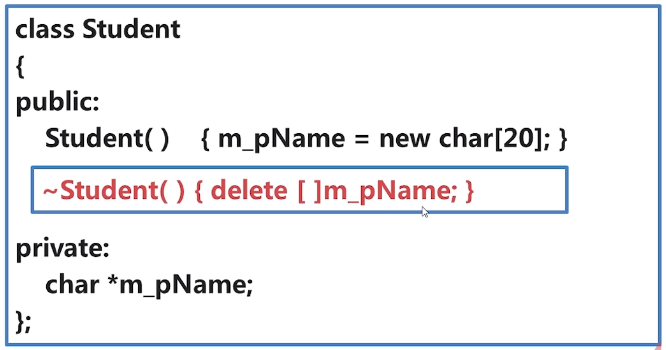 class Student
{
public:
Student( ) { m_pName = new char[20]; }
~Student( ) { delete [ ]m_pName; }
private:
char *m_pName;
};